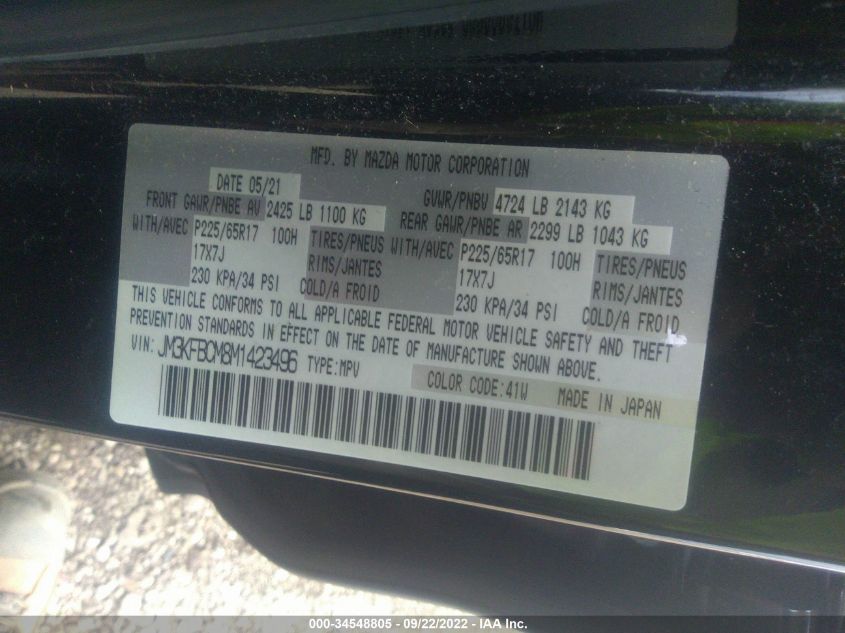 MFD. BY MAZDA MOTOR CORPORATION
DATE 05/21 GVWR/PNBV 4724 LB 2143 KG
FRONT GAWR/PNBE AV 2425 LB 1100 KG REAR GAWR/PNBE AR 2299 LB 1043 KG
WITH/AVEC P225/65R17 100H TIRES/PNEUS WITH/AVEC P225/65R17 100H TIRES/PNEUS
17X7J RIMS/JANTES 17X7J RIMS/JANTES
230 KPA/34 PSI COLD/A FROID 230 KPA/34 PSI COLD/A FROID
THIS VEHICLE CONFORMS TO ALL APPLICABLE FEDERAL MOTOR VEHICLE SAFETY AND THEFT
PREVENTION STANDARDS IN EFFECT ON THE DATE OF MANUFACTURE SHOWN ABOVE.
VIN: JM3KFBCM8M1423496 TYPE:MPV
COLOR CODE:41W MADE IN JAPAN
000-34548805 - 09/22/2022 - IAA Inc.